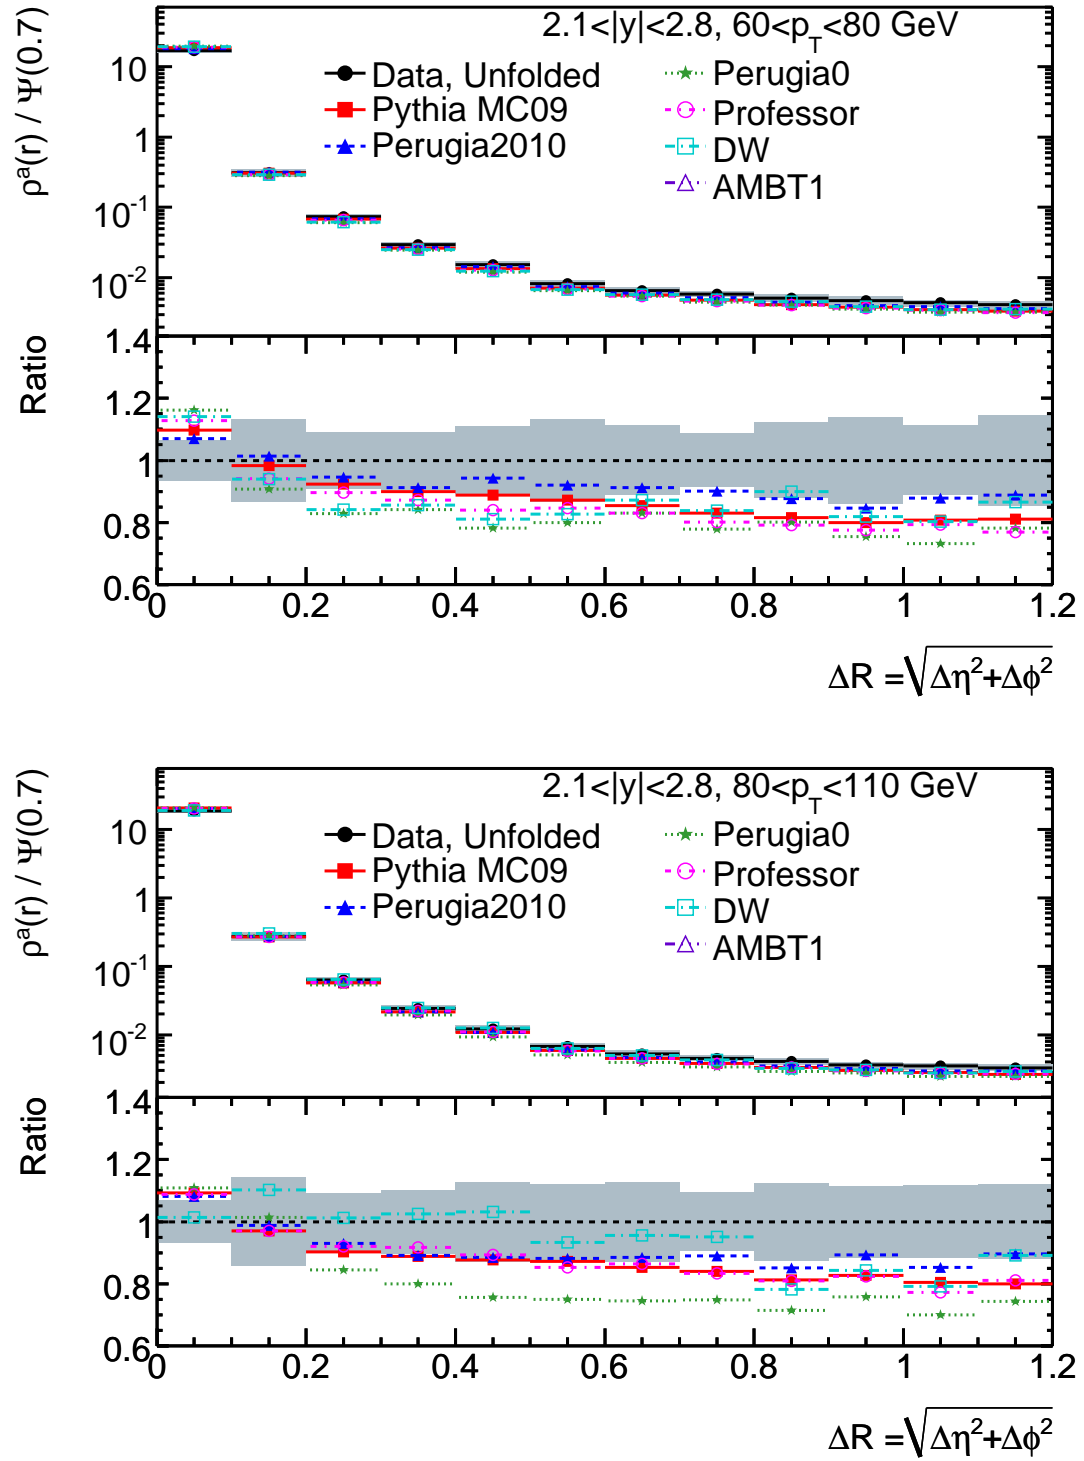 2.1<|y|<2.8, 60<p_T<80 GeV
ρ^a(r) / Ψ(0.7)
Data, Unfolded
Pythia MC09
Perugia2010
Perugia0
Professor
DW
AMBT1
10
1
10^-1
10^-2
Ratio
1.4
1.2
1
0.8
0.6
0 0.2 0.4 0.6 0.8 1 1.2
ΔR = √Δη²+Δϕ²
2.1<|y|<2.8, 80<p_T<110 GeV
ρ^a(r) / Ψ(0.7)
Data, Unfolded
Pythia MC09
Perugia2010
Perugia0
Professor
DW
AMBT1
10
1
10^-1
10^-2
Ratio
1.4
1.2
1
0.8
0.6
0 0.2 0.4 0.6 0.8 1 1.2
ΔR = √Δη²+Δϕ²